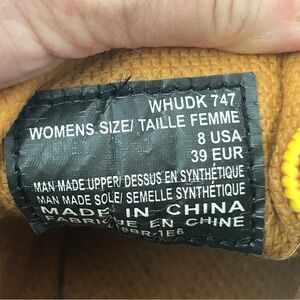 WHUDK 747
WOMENS SIZE/ TAILLE FEMME
8 USA
39 EUR
MAN MADE UPPER/ DESSUS EN SYNTHÉTIQUE
MAN MADE SOLE/ SEMELLE SYNTHÉTIQUE
MADE IN CHINA
FABRIQUÉ EN CHINE